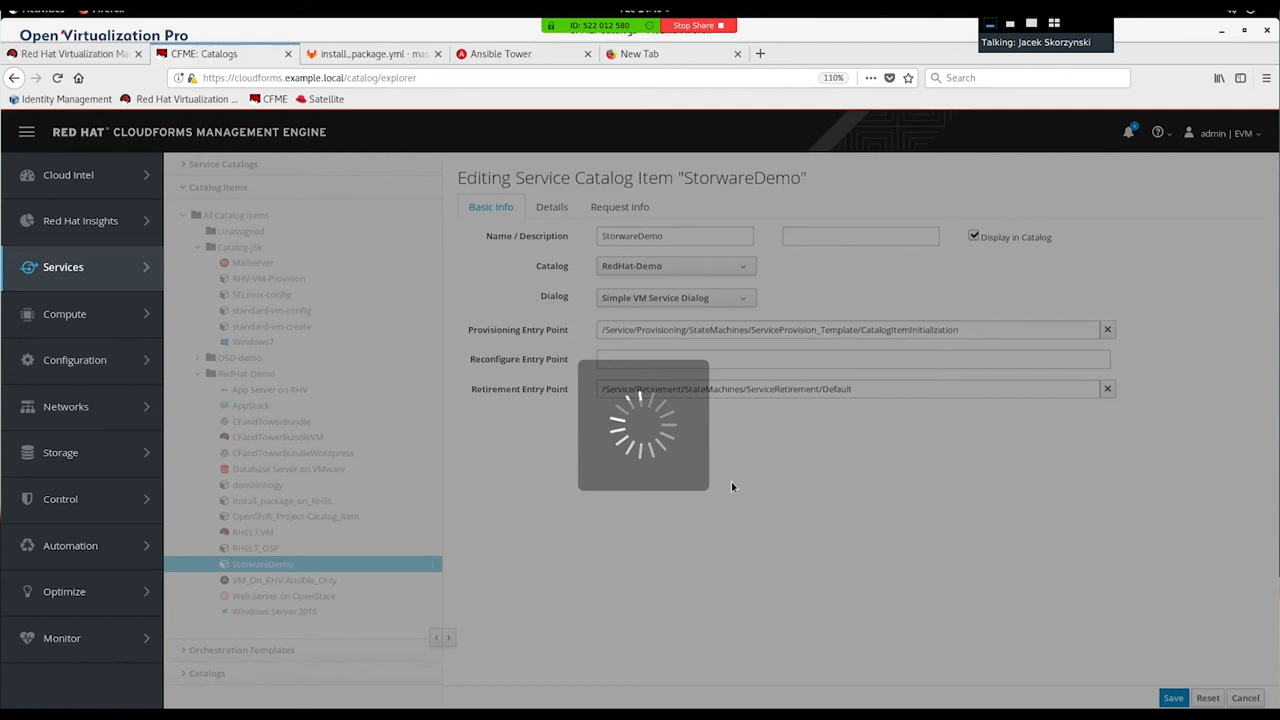 Open Virtualization Pro
ID: 522 012 580
Stop Share
Talking: Jacek Skorzynski
Red Hat Virtualization Ma
CFME: Catalogs
install_package.yml - mas
Ansible Tower
New Tab
https://cloudforms.example.local/catalog/explorer
110%
Search
Identity Management
Red Hat Virtualization ...
CFME
Satellite
RED HAT CLOUDFORMS MANAGEMENT ENGINE
admin | EVM
Cloud Intel
Red Hat Insights
Services
Compute
Configuration
Networks
Storage
Control
Automation
Optimize
Monitor
Service Catalogs
Catalog Items
All Catalog Items
Unassigned
Catalog-JSk
Mailserver
RHV-VM-Provision
SELinux-config
standard-vm-config
standard-vm-create
Windows7
OSD-demo
RedHat-Demo
App Server on RHV
AppStack
CFandTowerBundle
CFandTowerBundleVM
CFandTowerBundleWordpress
Database Server on VMware
demoinnogy
Install_package_on_RHEL
OpenShift_Project-Catalog_Item
RHEL7 VM
RHEL7_OSP
StorwareDemo
VM_On_RHV-Ansible_Only
Web Server on OpenStack
Windows Server 2016
Orchestration Templates
Catalogs
Editing Service Catalog Item "StorwareDemo"
Basic Info
Details
Request Info
Name / Description
StorwareDemo
Display in Catalog
Catalog
RedHat-Demo
Dialog
Simple VM Service Dialog
Provisioning Entry Point
/Service/Provisioning/StateMachines/ServiceProvision_Template/CatalogItemInitialization
Reconfigure Entry Point
Retirement Entry Point
/Service/Retirement/StateMachines/ServiceRetirement/Default
Save
Reset
Cancel